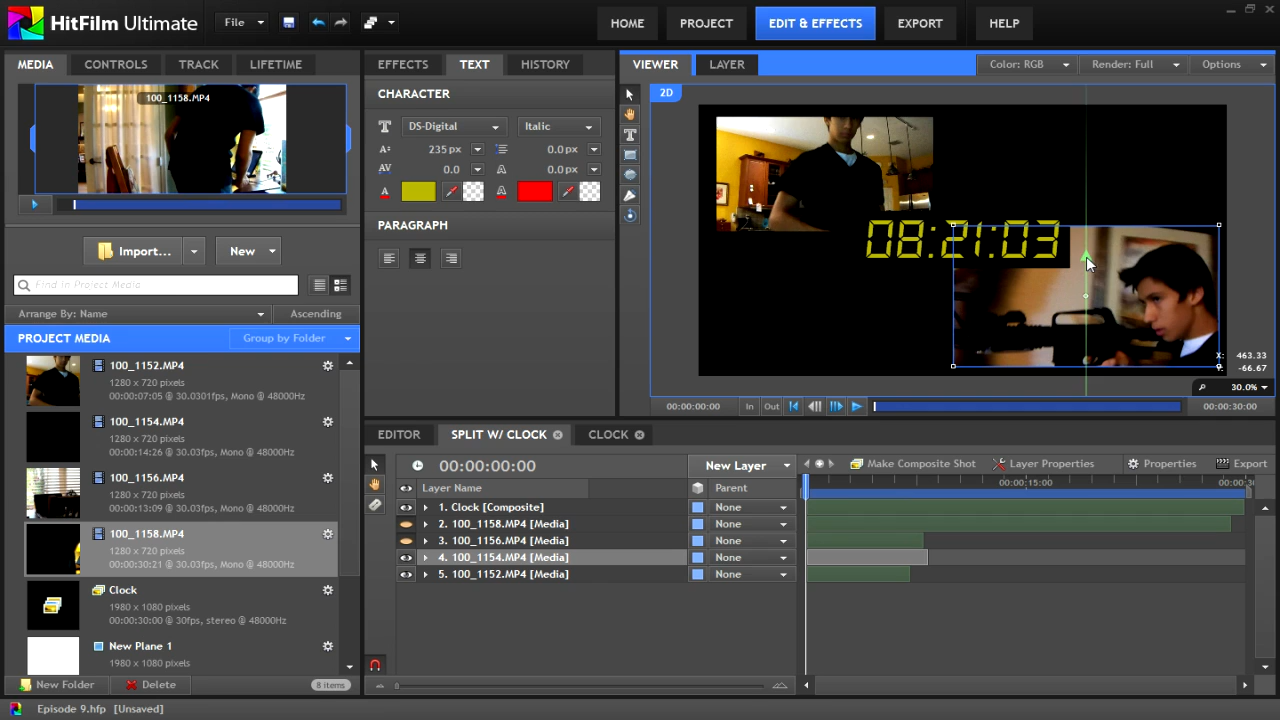 HitFilm Ultimate
File
HOME
PROJECT
EDIT & EFFECTS
EXPORT
HELP
MEDIA
CONTROLS
TRACK
LIFETIME
100_1158.MP4
Import...
New
Find in Project Media
Arrange By: Name
Ascending
PROJECT MEDIA
Group by Folder
100_1152.MP4
1280 x 720 pixels
00:00:07:05 @ 30.0301fps, Mono @ 48000Hz
100_1154.MP4
1280 x 720 pixels
00:00:14:26 @ 30.03fps, Mono @ 48000Hz
100_1156.MP4
1280 x 720 pixels
00:00:13:09 @ 30.03fps, Mono @ 48000Hz
100_1158.MP4
1280 x 720 pixels
00:00:30:21 @ 30.03fps, Mono @ 48000Hz
Clock
1980 x 1080 pixels
00:00:30:00 @ 30fps, stereo @ 48000Hz
New Plane 1
1980 x 1080 pixels
New Folder
Delete
8 items
Episode 9.hfp [Unsaved]
EFFECTS
TEXT
HISTORY
CHARACTER
DS-Digital
Italic
235 px
0.0 px
0.0
0.0 px
PARAGRAPH
VIEWER
LAYER
Color: RGB
Render: Full
Options
2D
08:21:03
X: 463.33
Y: -66.67
30.0%
00:00:00:00
In
Out
00:00:30:00
EDITOR
SPLIT W/ CLOCK
CLOCK
00:00:00:00
New Layer
Make Composite Shot
Layer Properties
Properties
Export
Layer Name
Parent
00:00:15:00
00:00:30
1. Clock [Composite]
None
2. 100_1158.MP4 [Media]
None
3. 100_1156.MP4 [Media]
None
4. 100_1154.MP4 [Media]
None
5. 100_1152.MP4 [Media]
None